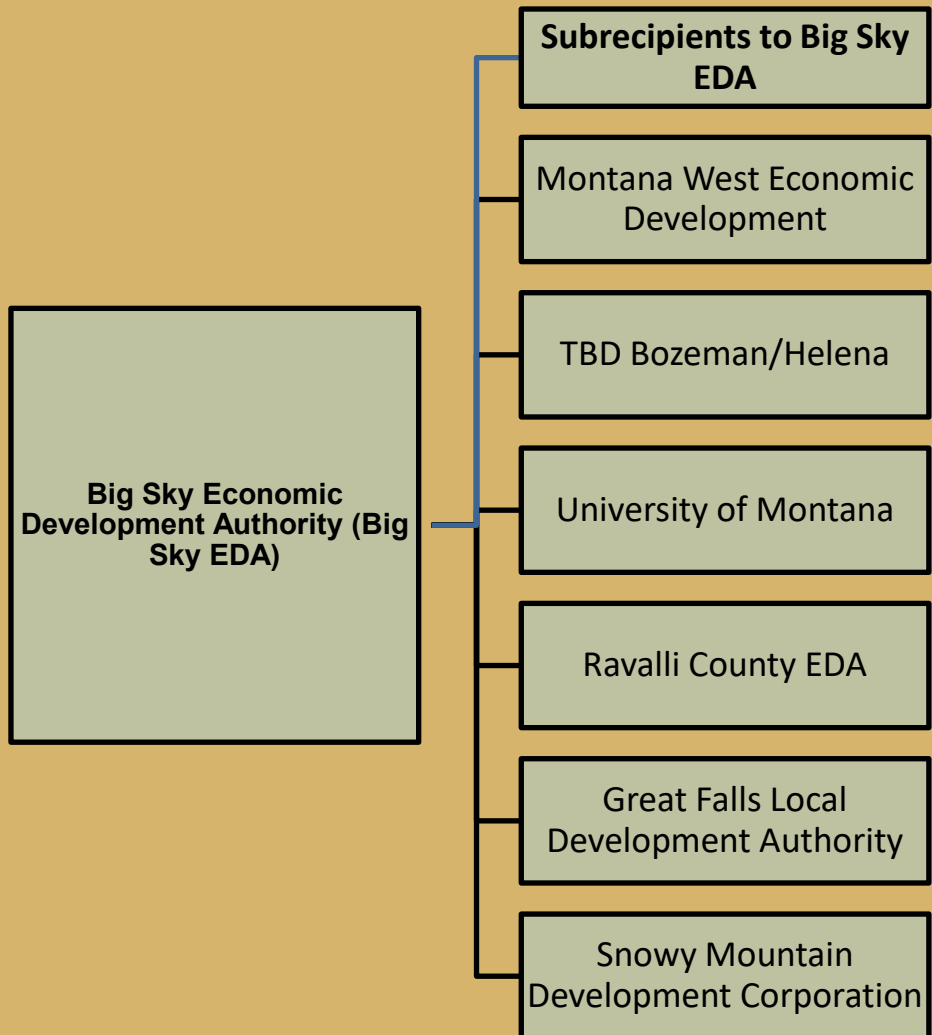 Subrecipients to Big Sky
EDA
Montana West Economic
Development
TBD Bozeman/Helena
University of Montana
Big Sky Economic
Development Authority (Big
Sky EDA)
Ravalli County EDA
Great Falls Local
Development Authority
Snowy Mountain
Development Corporation